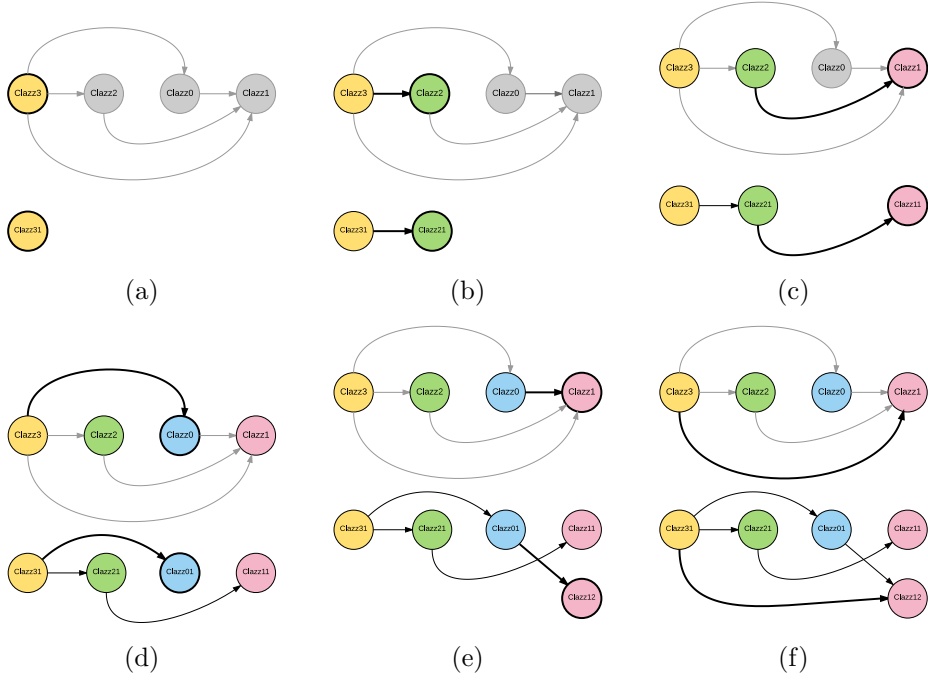 Clazz3 Clazz2 Clazz0 Clazz1
Clazz31
(a)
Clazz3 Clazz2 Clazz0 Clazz1
Clazz31 Clazz21
(b)
Clazz3 Clazz2 Clazz0 Clazz1
Clazz31 Clazz21 Clazz11
(c)
Clazz3 Clazz2 Clazz0 Clazz1
Clazz31 Clazz21 Clazz01 Clazz11
(d)
Clazz3 Clazz2 Clazz0 Clazz1
Clazz31 Clazz21 Clazz01 Clazz11
Clazz12
(e)
Clazz3 Clazz2 Clazz0 Clazz1
Clazz31 Clazz21 Clazz01 Clazz11
Clazz12
(f)